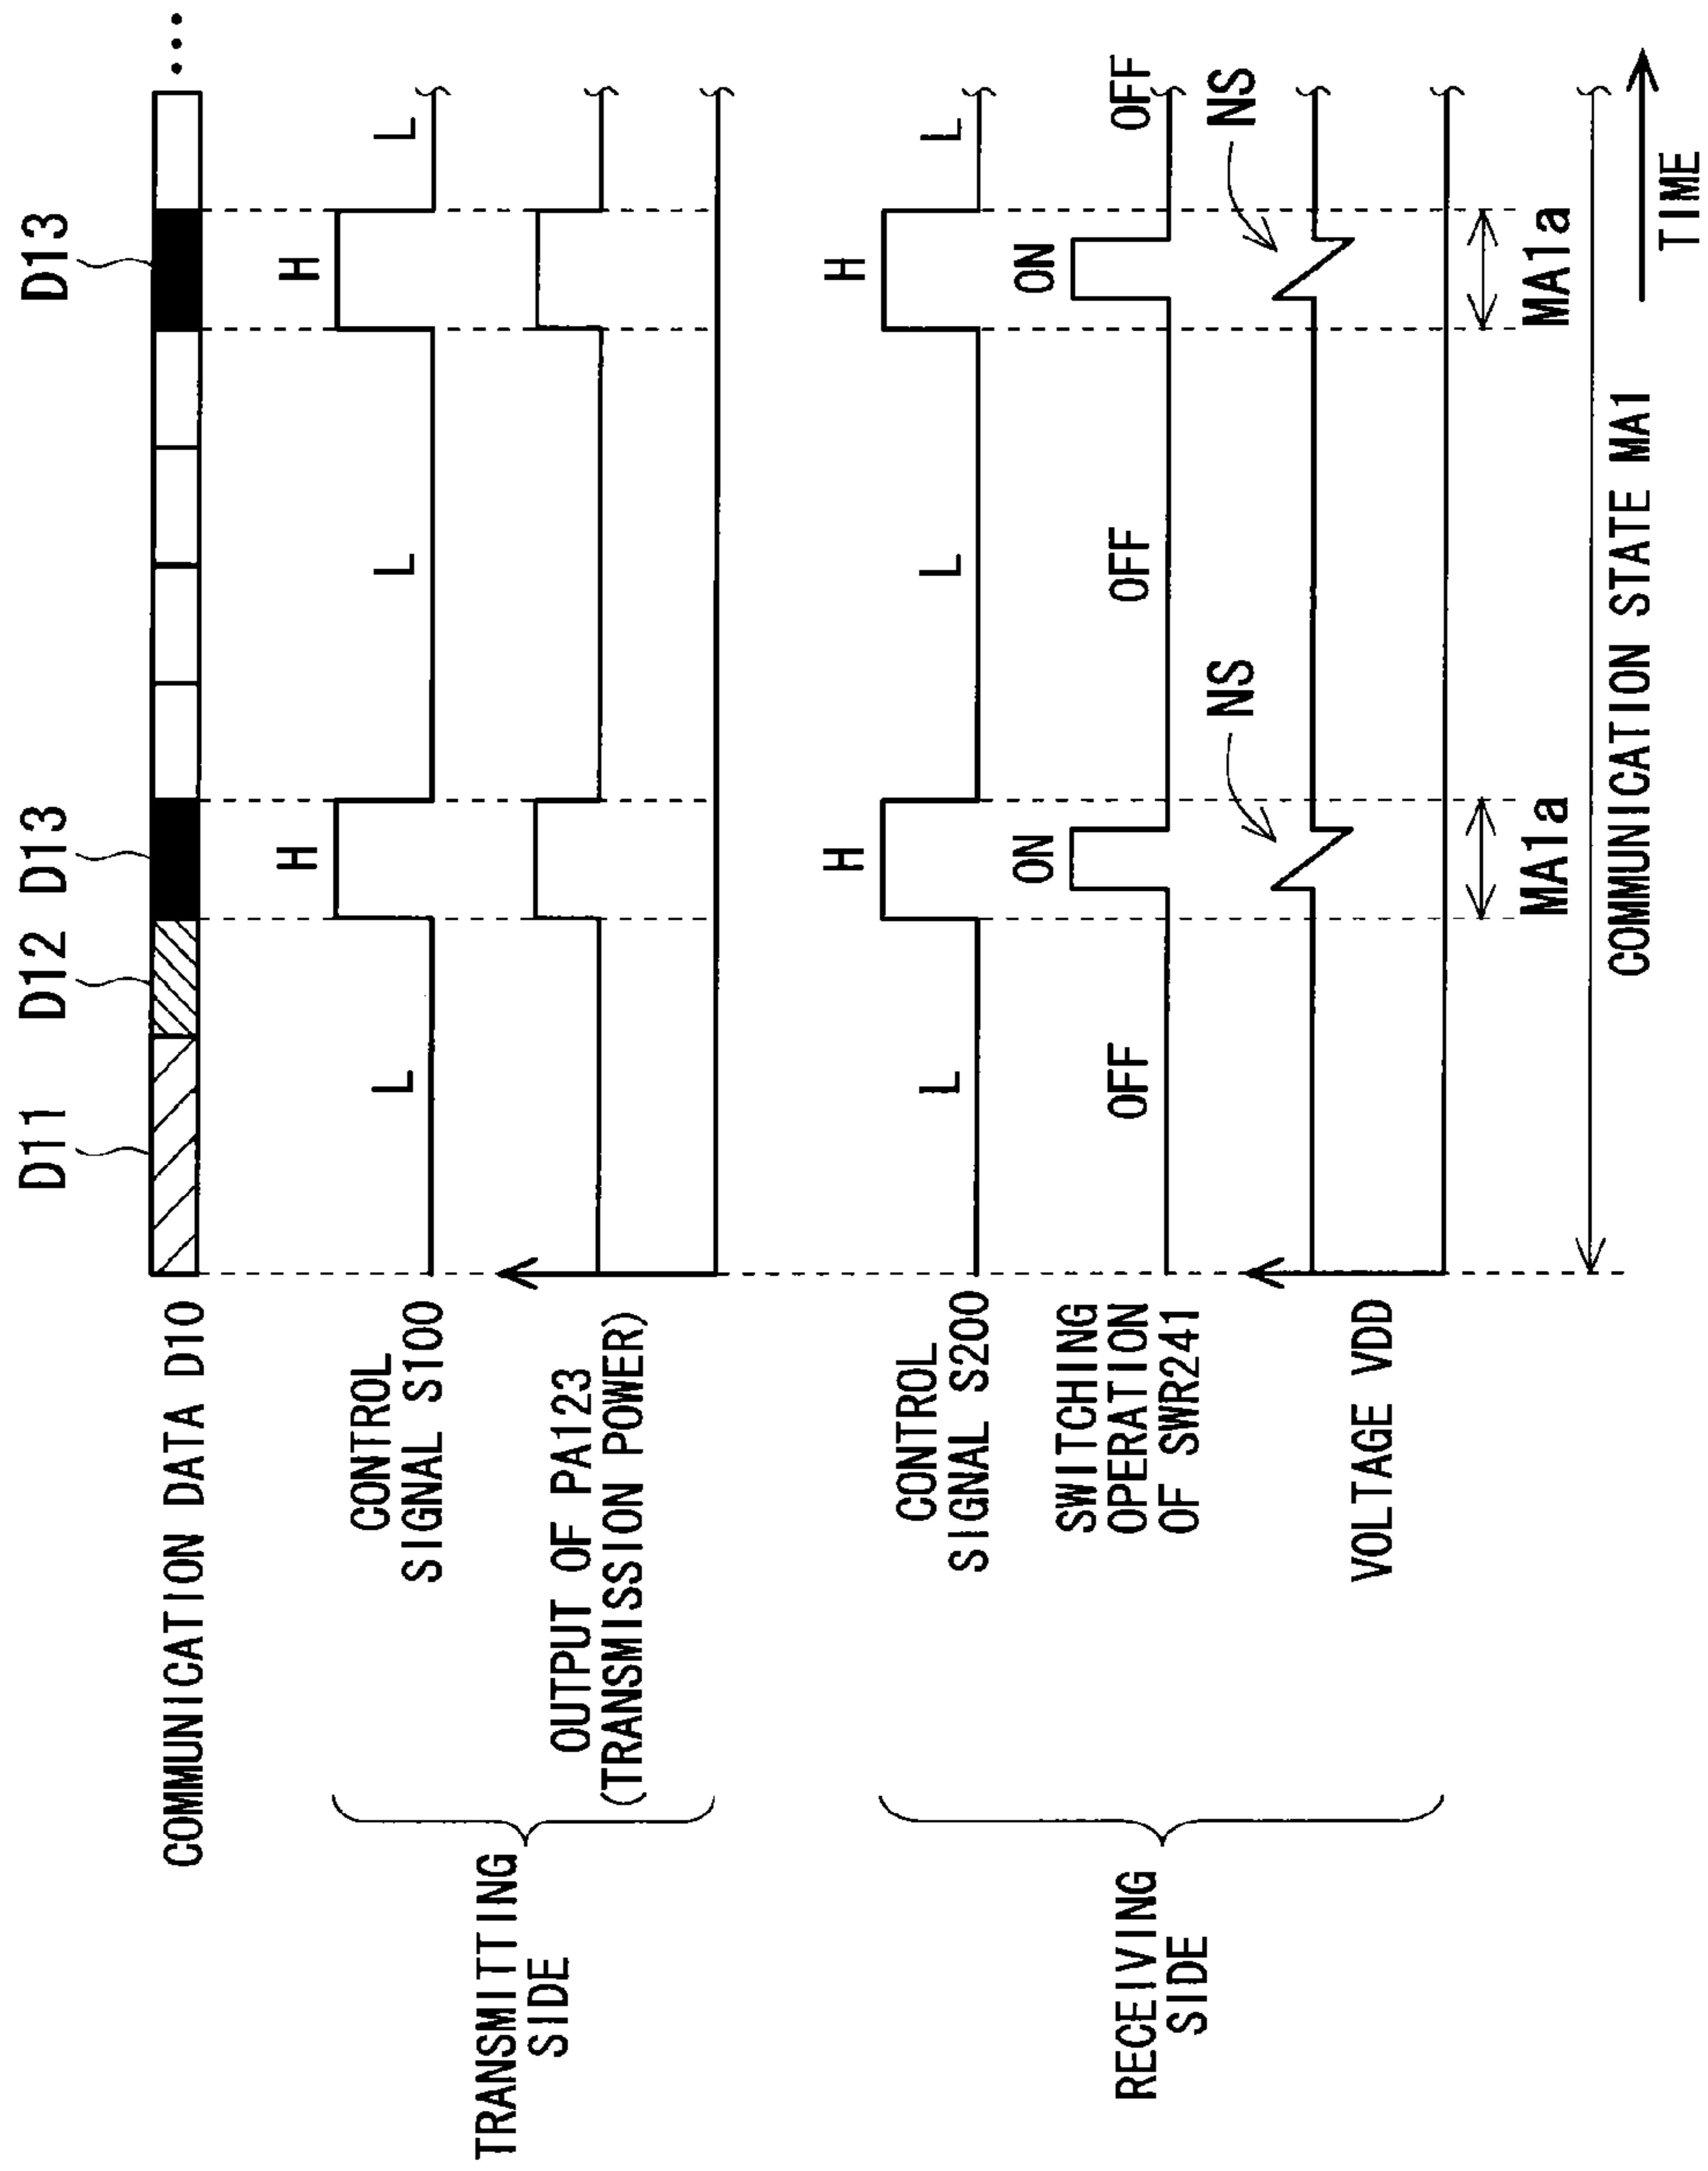 D11
D12
D13
D13
COMMUNICATION DATA D10
TRANSMITTING
SIDE
CONTROL
SIGNAL S100
L
H
L
H
L
OUTPUT OF PA123
(TRANSMISSION POWER)
RECEIVING
SIDE
CONTROL
SIGNAL S200
L
H
L
H
L
SWITCHING
OPERATION
OF SWR241
OFF
ON
OFF
ON
OFF
VOLTAGE VDD
NS
NS
MA1a
MA1a
COMMUNICATION STATE MA1
TIME